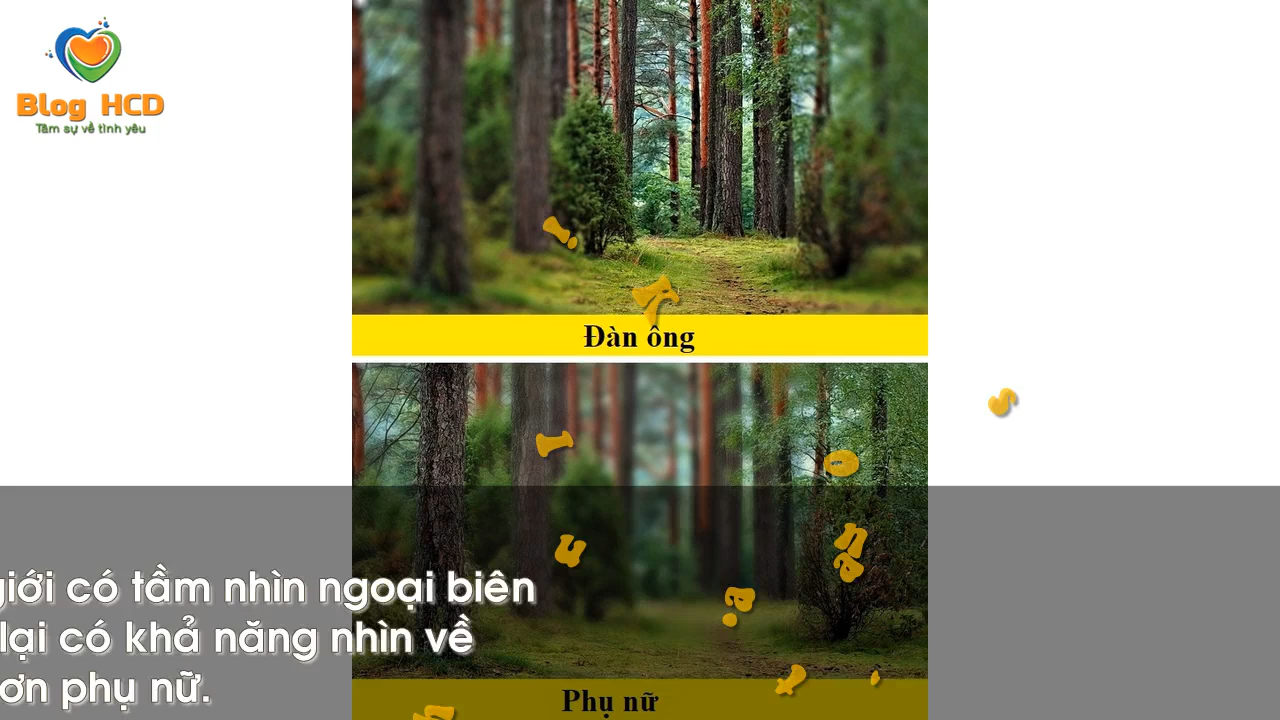 Blog HCD
Tâm sự về tình yêu
Đàn ông
giới có tầm nhìn ngoại biên
lại có khả năng nhìn về
ơn phụ nữ.
Phụ nữ